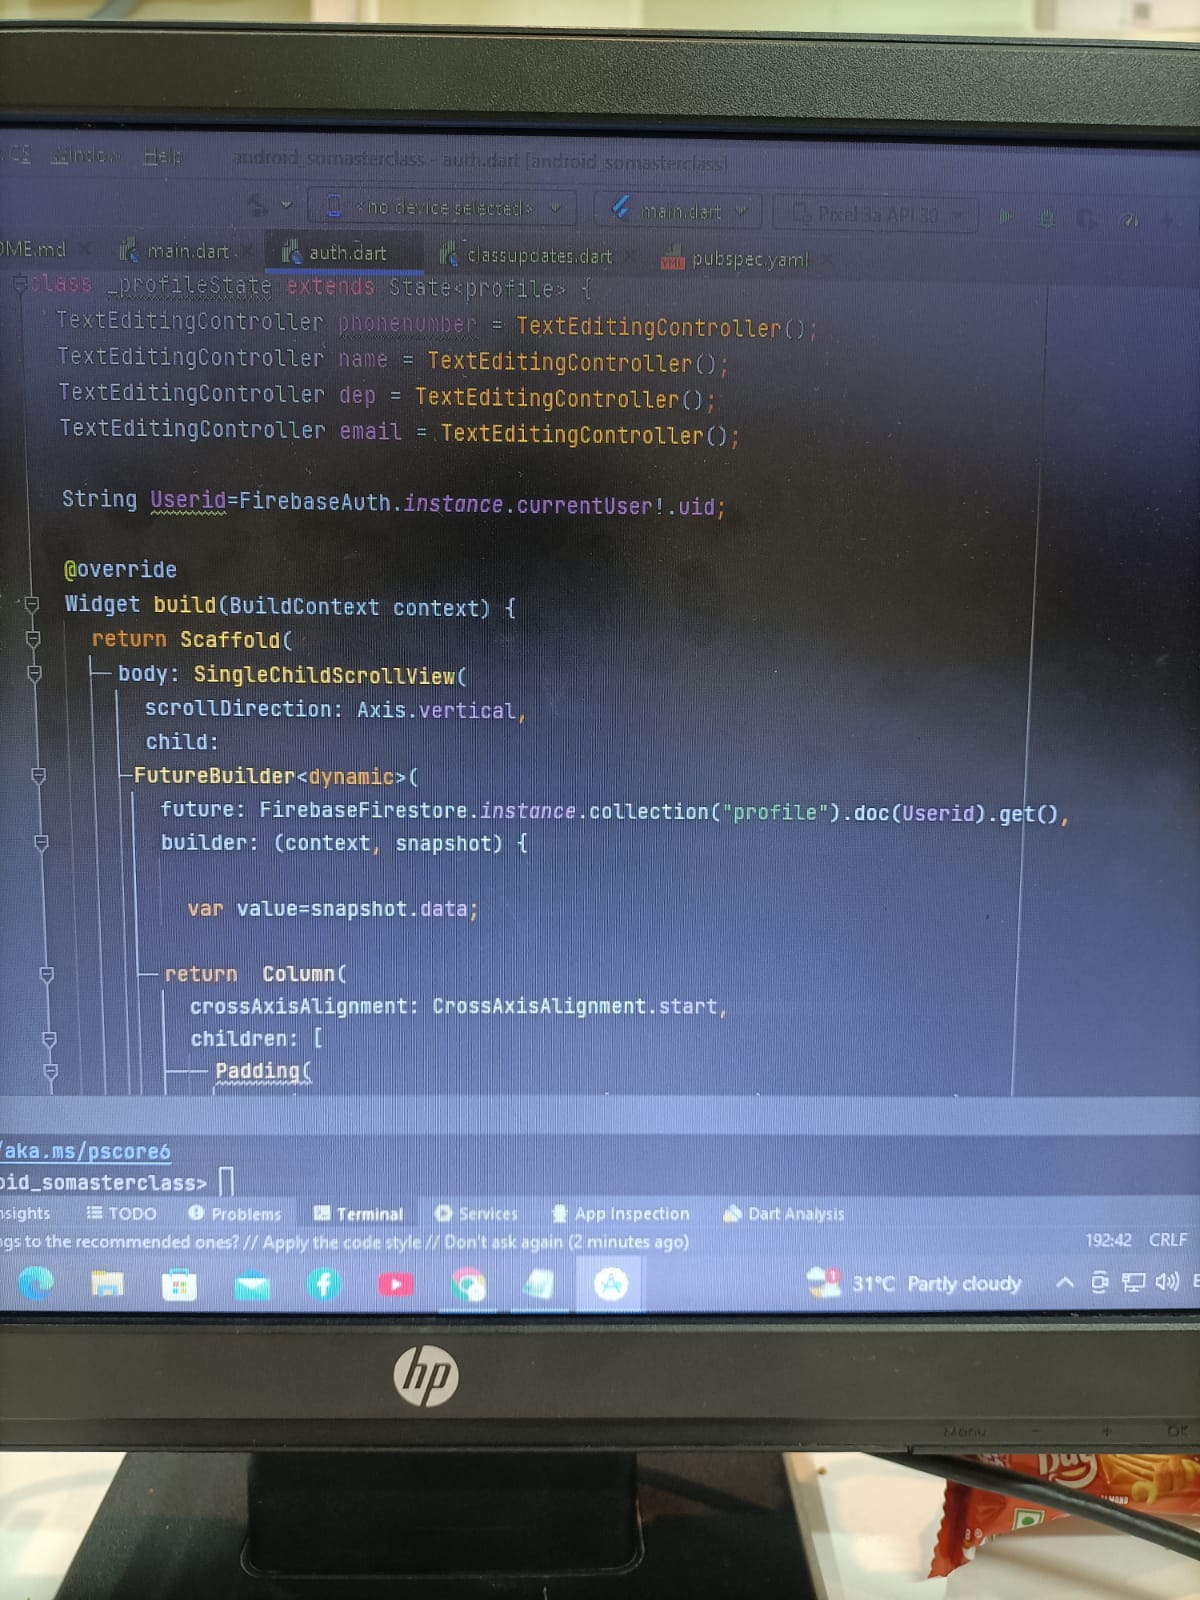 Window Help android_somasterclass - auth.dart [android_somasterclass]
<no device selected> main.dart Pixel 3a API 30
OME.md main.dart auth.dart classupdates.dart pubspec.yaml
class _profileState extends State<profile> {
TextEditingController phonenumber = TextEditingController();
TextEditingController name = TextEditingController();
TextEditingController dep = TextEditingController();
TextEditingController email = TextEditingController();
String Userid=FirebaseAuth.instance.currentUser!.uid;
@override
Widget build(BuildContext context) {
return Scaffold(
body: SingleChildScrollView(
scrollDirection: Axis.vertical,
child:
FutureBuilder<dynamic>(
future: FirebaseFirestore.instance.collection("profile").doc(Userid).get(),
builder: (context, snapshot) {
var value=snapshot.data;
return Column(
crossAxisAlignment: CrossAxisAlignment.start,
children: [
Padding(
/aka.ms/pscore6
oid_somasterclass>
nsights TODO Problems Terminal Services App Inspection Dart Analysis
ngs to the recommended ones? // Apply the code style // Don't ask again (2 minutes ago) 192:42 CRLF
1 31°C Partly cloudy
hp
Menu - + OK
Day